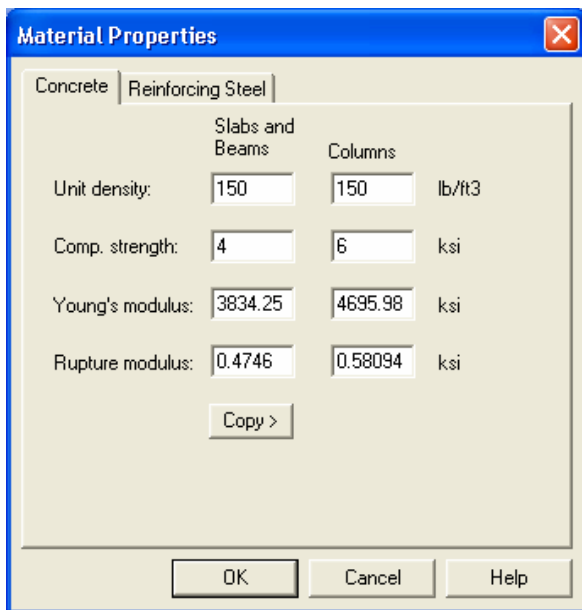 Material Properties
Concrete Reinforcing Steel
Slabs and
Beams Columns
Unit density: 150 150 lb/ft3
Comp. strength: 4 6 ksi
Young's modulus: 3834.25 4695.98 ksi
Rupture modulus: 0.4746 0.58094 ksi
Copy >
OK Cancel Help